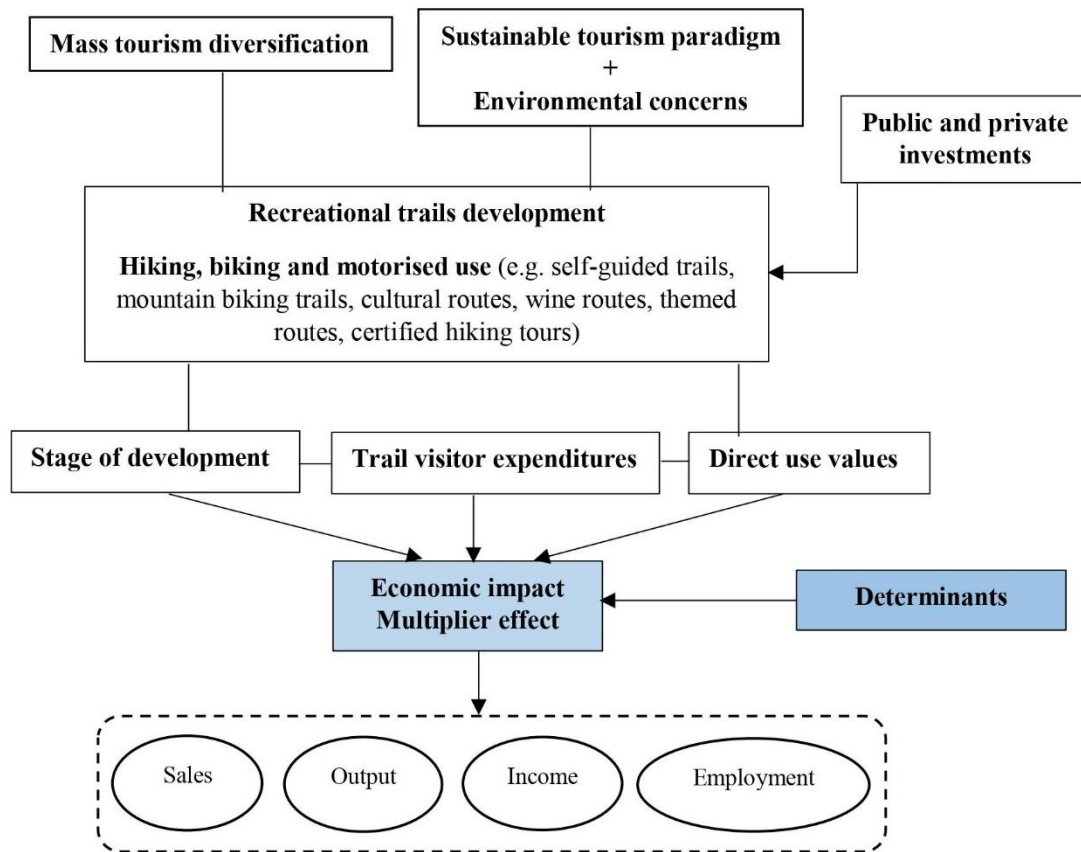 Mass tourism diversification
Sustainable tourism paradigm
+
Environmental concerns
Public and private
investments
Recreational trails development
Hiking, biking and motorised use (e.g. self-guided trails,
mountain biking trails, cultural routes, wine routes, themed
routes, certified hiking tours)
Stage of development
Trail visitor expenditures
Direct use values
Economic impact
Multiplier effect
Determinants
Sales
Output
Income
Employment